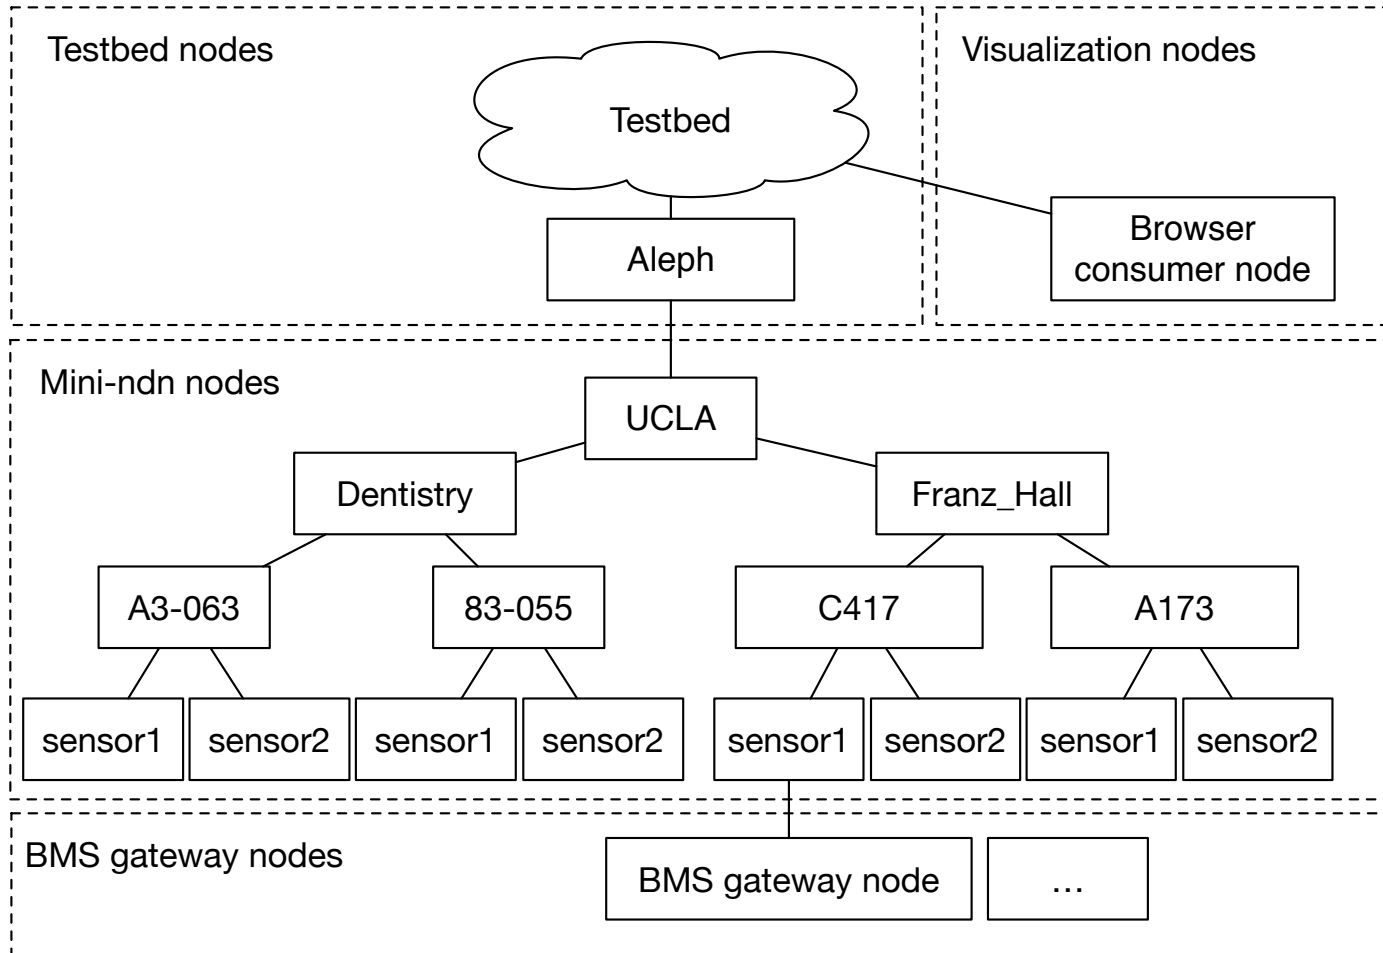 Testbed nodes
Visualization nodes
Testbed
Aleph
Browser
consumer node
Mini-ndn nodes
UCLA
Dentistry
Franz_Hall
A3-063
83-055
C417
A173
sensor1
sensor2
sensor1
sensor2
sensor1
sensor2
sensor1
sensor2
BMS gateway nodes
BMS gateway node
...